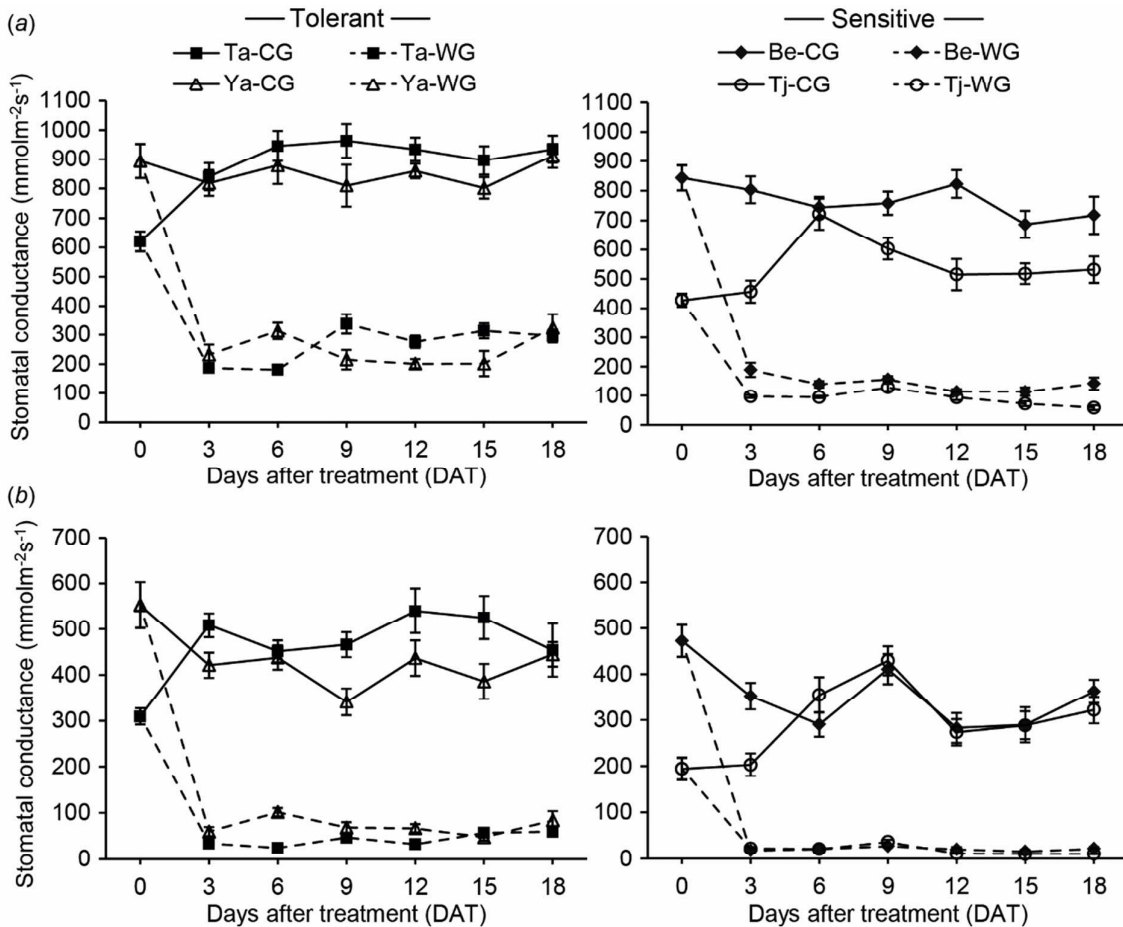 (a)
Tolerant
Ta-CG Ta-WG
Ya-CG Ya-WG
Stomatal conductance (mmolm⁻²s⁻¹)
1100
1000
900
800
700
600
500
400
300
200
100
0
0 3 6 9 12 15 18
Days after treatment (DAT)
Sensitive
Be-CG Be-WG
Tj-CG Tj-WG
1100
1000
900
800
700
600
500
400
300
200
100
0
0 3 6 9 12 15 18
Days after treatment (DAT)
(b)
Stomatal conductance (mmolm⁻²s⁻¹)
700
600
500
400
300
200
100
0
0 3 6 9 12 15 18
Days after treatment (DAT)
700
600
500
400
300
200
100
0
0 3 6 9 12 15 18
Days after treatment (DAT)